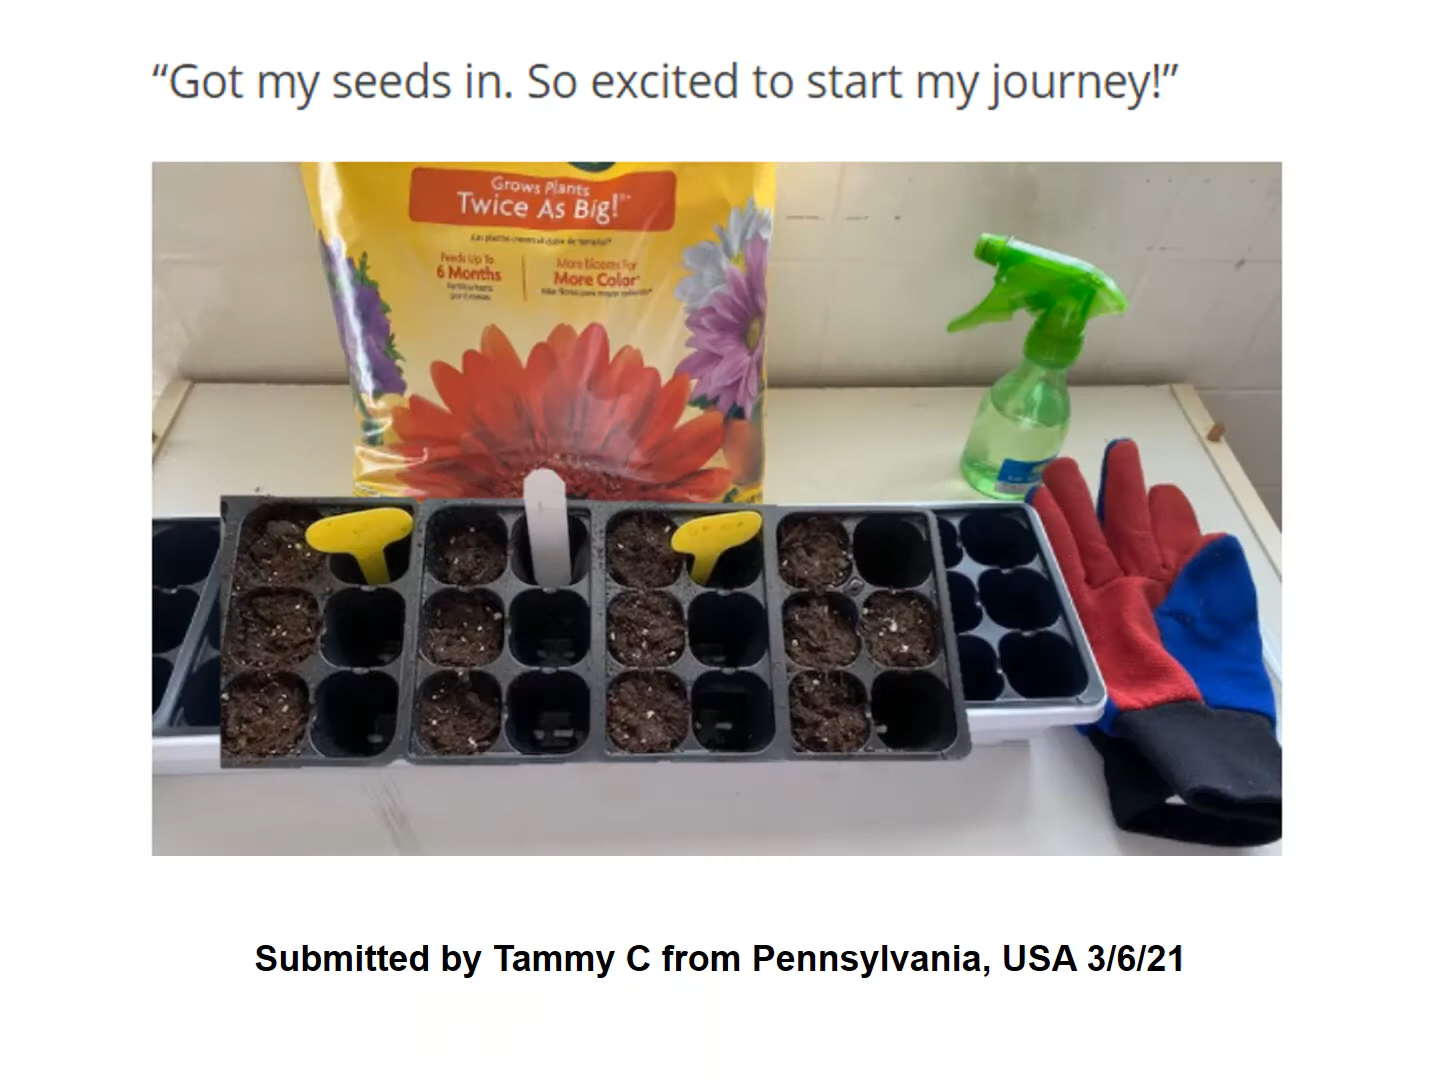 “Got my seeds in. So excited to start my journey!”
Grows Plants
Twice As Big!
Feeds Up To
6 Months
More Blooms For
More Color
Submitted by Tammy C from Pennsylvania, USA 3/6/21